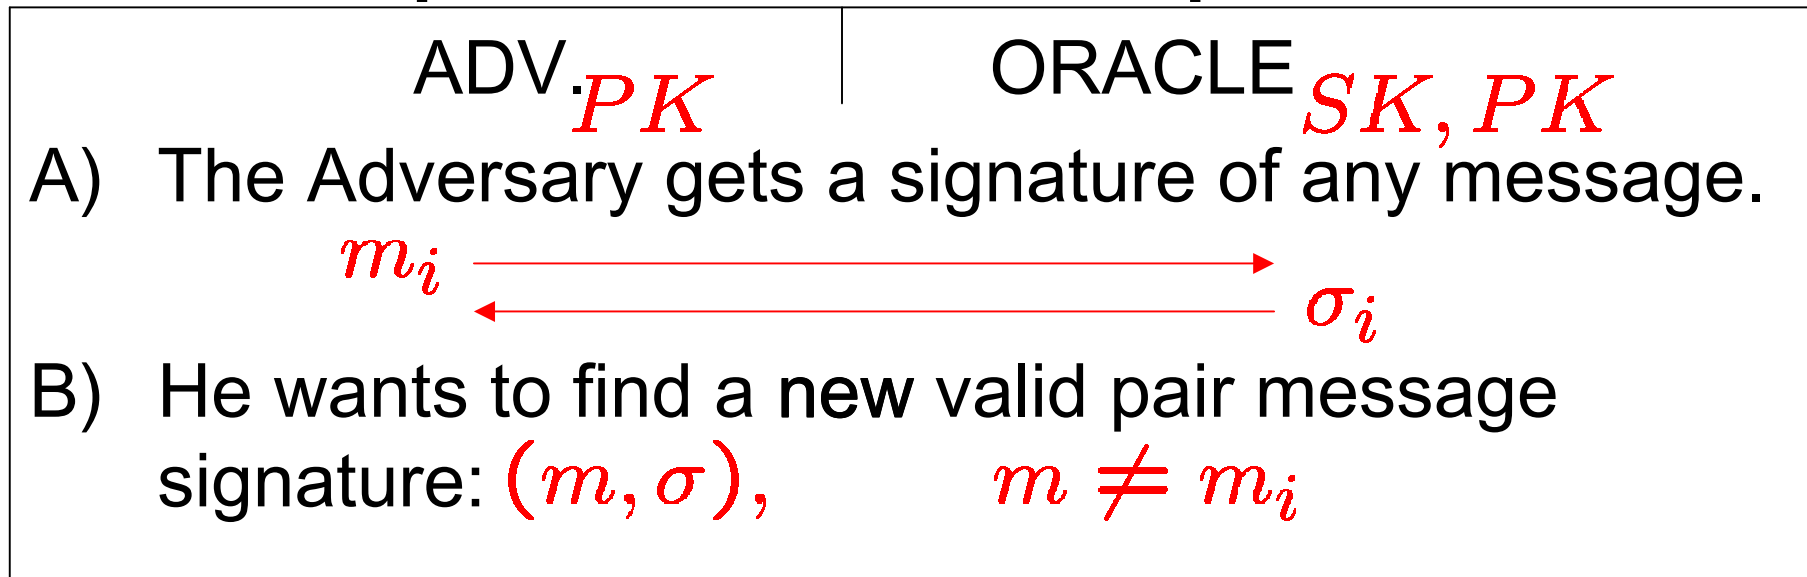 ADV. PK ORACLE SK, PK
A) The Adversary gets a signature of any message.
m_i
σ_i
B) He wants to find a new valid pair message
signature: (m, σ), m ≠ m_i